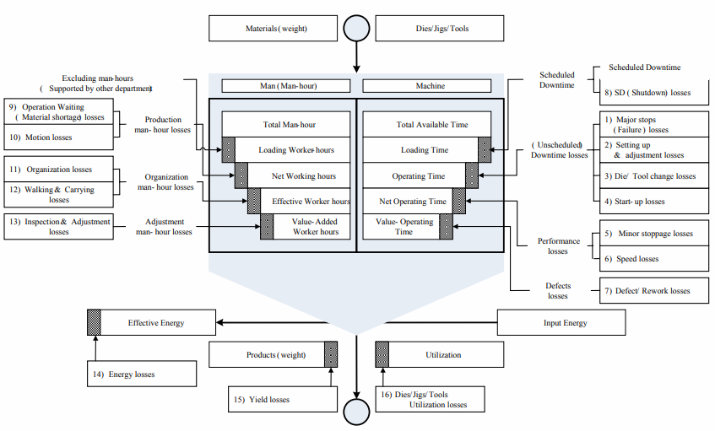 Materials (weight)
Dies/Jigs/Tools
Excluding man-hours
( Supported by other department)
Man (Man-hour)
Machine
Scheduled
Downtime
Scheduled Downtime
8) SD ( Shutdown) losses
9) Operation Waiting
( Material shortage) losses
10) Motion losses
Production
man- hour losses
Total Man-hour
Total Available Time
Loading Worker-hours
Loading Time
( Unscheduled)
Downtime losses
1) Major stops
( Failure ) losses
2) Setting up
& adjustment losses
3) Die/ Tool change losses
4) Start- up losses
11) Organization losses
12) Walking & Carrying
losses
Organization
man-hour losses
Net Working hours
Operating Time
Effective Worker hours
Net Operating Time
13) Inspection & Adjustment
losses
Adjustment
man- hour losses
Value- Added
Worker hours
Value- Operating
Time
Performance
losses
5) Minor stoppage losses
6) Speed losses
Defects
losses
7) Defect/ Rework losses
Effective Energy
Input Energy
Products (weight)
Utilization
14) Energy losses
15) Yield losses
16) Dies/Jigs/Tools
Utilization losses